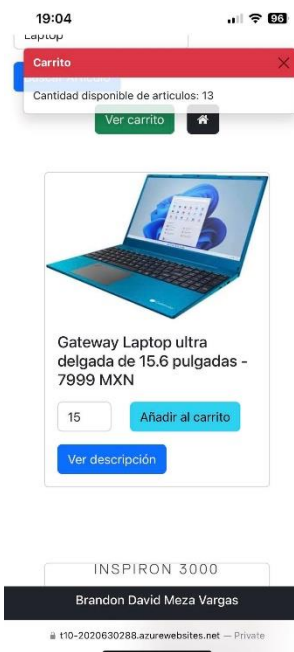 19:04
96
Laptop
Carrito
Cantidad disponible de articulos: 13
Ver carrito
Gateway Laptop ultra
delgada de 15.6 pulgadas -
7999 MXN
15
Añadir al carrito
Ver descripción
INSPIRON 3000
Brandon David Meza Vargas
t10-2020630288.azurewebsites.net — Private